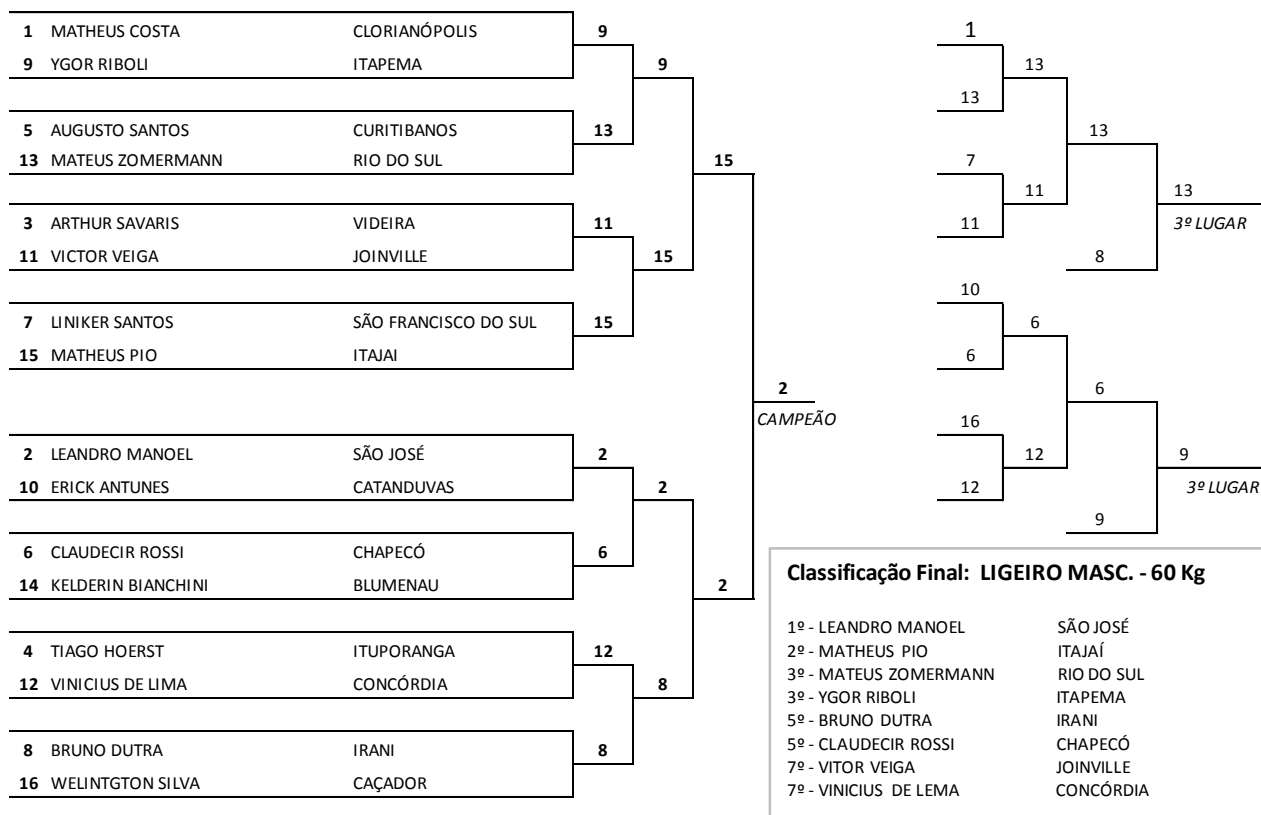 1 MATHEUS COSTA CLORIANÓPOLIS 9
9 YGOR RIBOLI ITAPEMA 9
5 AUGUSTO SANTOS CURITIBANOS 13
13 MATEUS ZOMERMANN RIO DO SUL 15
3 ARTHUR SAVARIS VIDEIRA 11
11 VICTOR VEIGA JOINVILLE 15
7 LINIKER SANTOS SÃO FRANCISCO DO SUL 15
15 MATHEUS PIO ITAJAI
2
CAMPEÃO
2 LEANDRO MANOEL SÃO JOSÉ 2
10 ERICK ANTUNES CATANDUVAS 2
6 CLAUDECIR ROSSI CHAPECÓ 6
14 KELDERIN BIANCHINI BLUMENAU 2
4 TIAGO HOERST ITUPORANGA 12
12 VINICIUS DE LIMA CONCÓRDIA 8
8 BRUNO DUTRA IRANI 8
16 WELINTGTON SILVA CAÇADOR
1
13
13
13
7
11
13
11
3º LUGAR
8
10
6
6
6
16
12
9
12
3º LUGAR
9
Classificação Final: LIGEIRO MASC. - 60 Kg
1º - LEANDRO MANOEL SÃO JOSÉ
2º - MATHEUS PIO ITAJAÍ
3º - MATEUS ZOMERMANN RIO DO SUL
3º - YGOR RIBOLI ITAPEMA
5º - BRUNO DUTRA IRANI
5º - CLAUDECIR ROSSI CHAPECÓ
7º - VITOR VEIGA JOINVILLE
7º - VINICIUS DE LEMA CONCÓRDIA